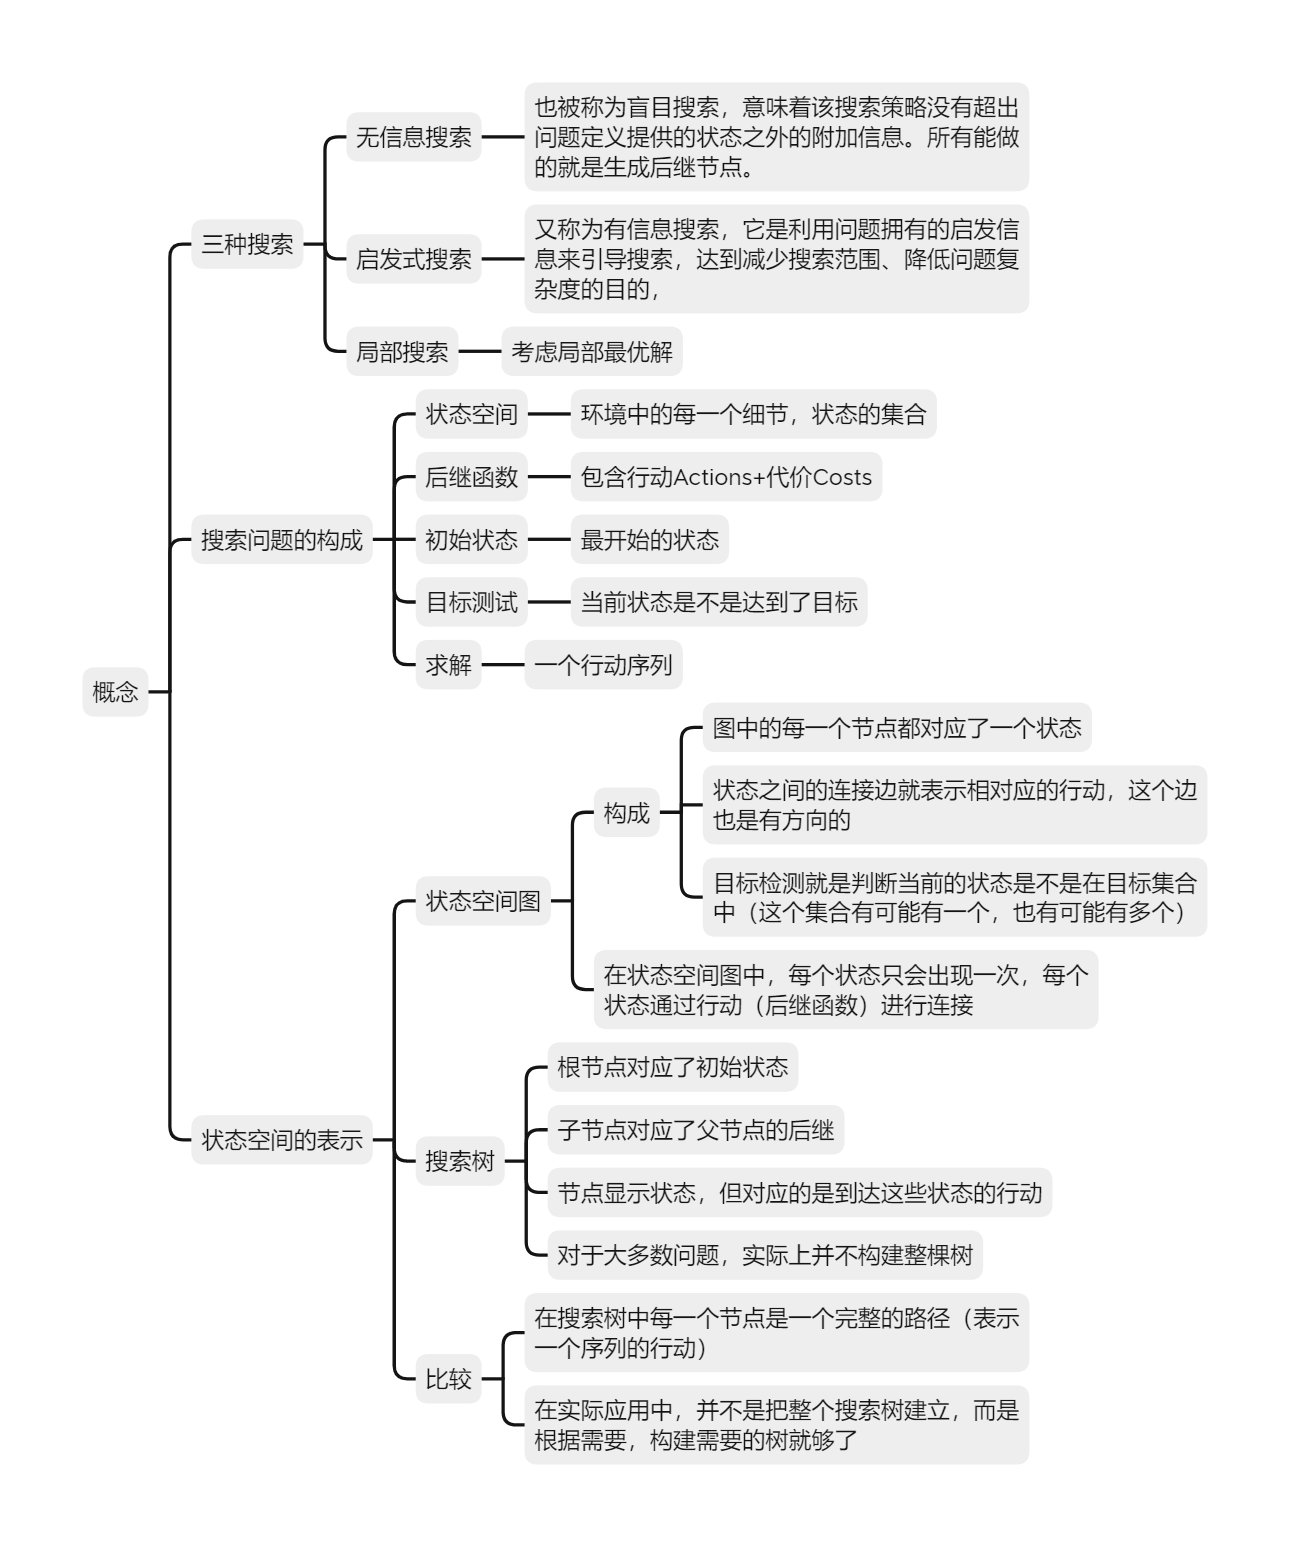 概念
三种搜索
无信息搜索
也被称为盲目搜索，意味着该搜索策略没有超出
问题定义提供的状态之外的附加信息。所有能做
的就是生成后继节点。
启发式搜索
又称为有信息搜索，它是利用问题拥有的启发信
息来引导搜索，达到减少搜索范围、降低问题复
杂度的目的，
局部搜索
考虑局部最优解
搜索问题的构成
状态空间
环境中的每一个细节，状态的集合
后继函数
包含行动Actions+代价Costs
初始状态
最开始的状态
目标测试
当前状态是不是达到了目标
求解
一个行动序列
状态空间的表示
状态空间图
构成
图中的每一个节点都对应了一个状态
状态之间的连接边就表示相对应的行动，这个边
也是有方向的
目标检测就是判断当前的状态是不是在目标集合
中（这个集合有可能有一个，也有可能有多个）
在状态空间图中，每个状态只会出现一次，每个
状态通过行动（后继函数）进行连接
搜索树
根节点对应了初始状态
子节点对应了父节点的后继
节点显示状态，但对应的是到达这些状态的行动
对于大多数问题，实际上并不构建整棵树
比较
在搜索树中每一个节点是一个完整的路径（表示
一个序列的行动）
在实际应用中，并不是把整个搜索树建立，而是
根据需要，构建需要的树就够了